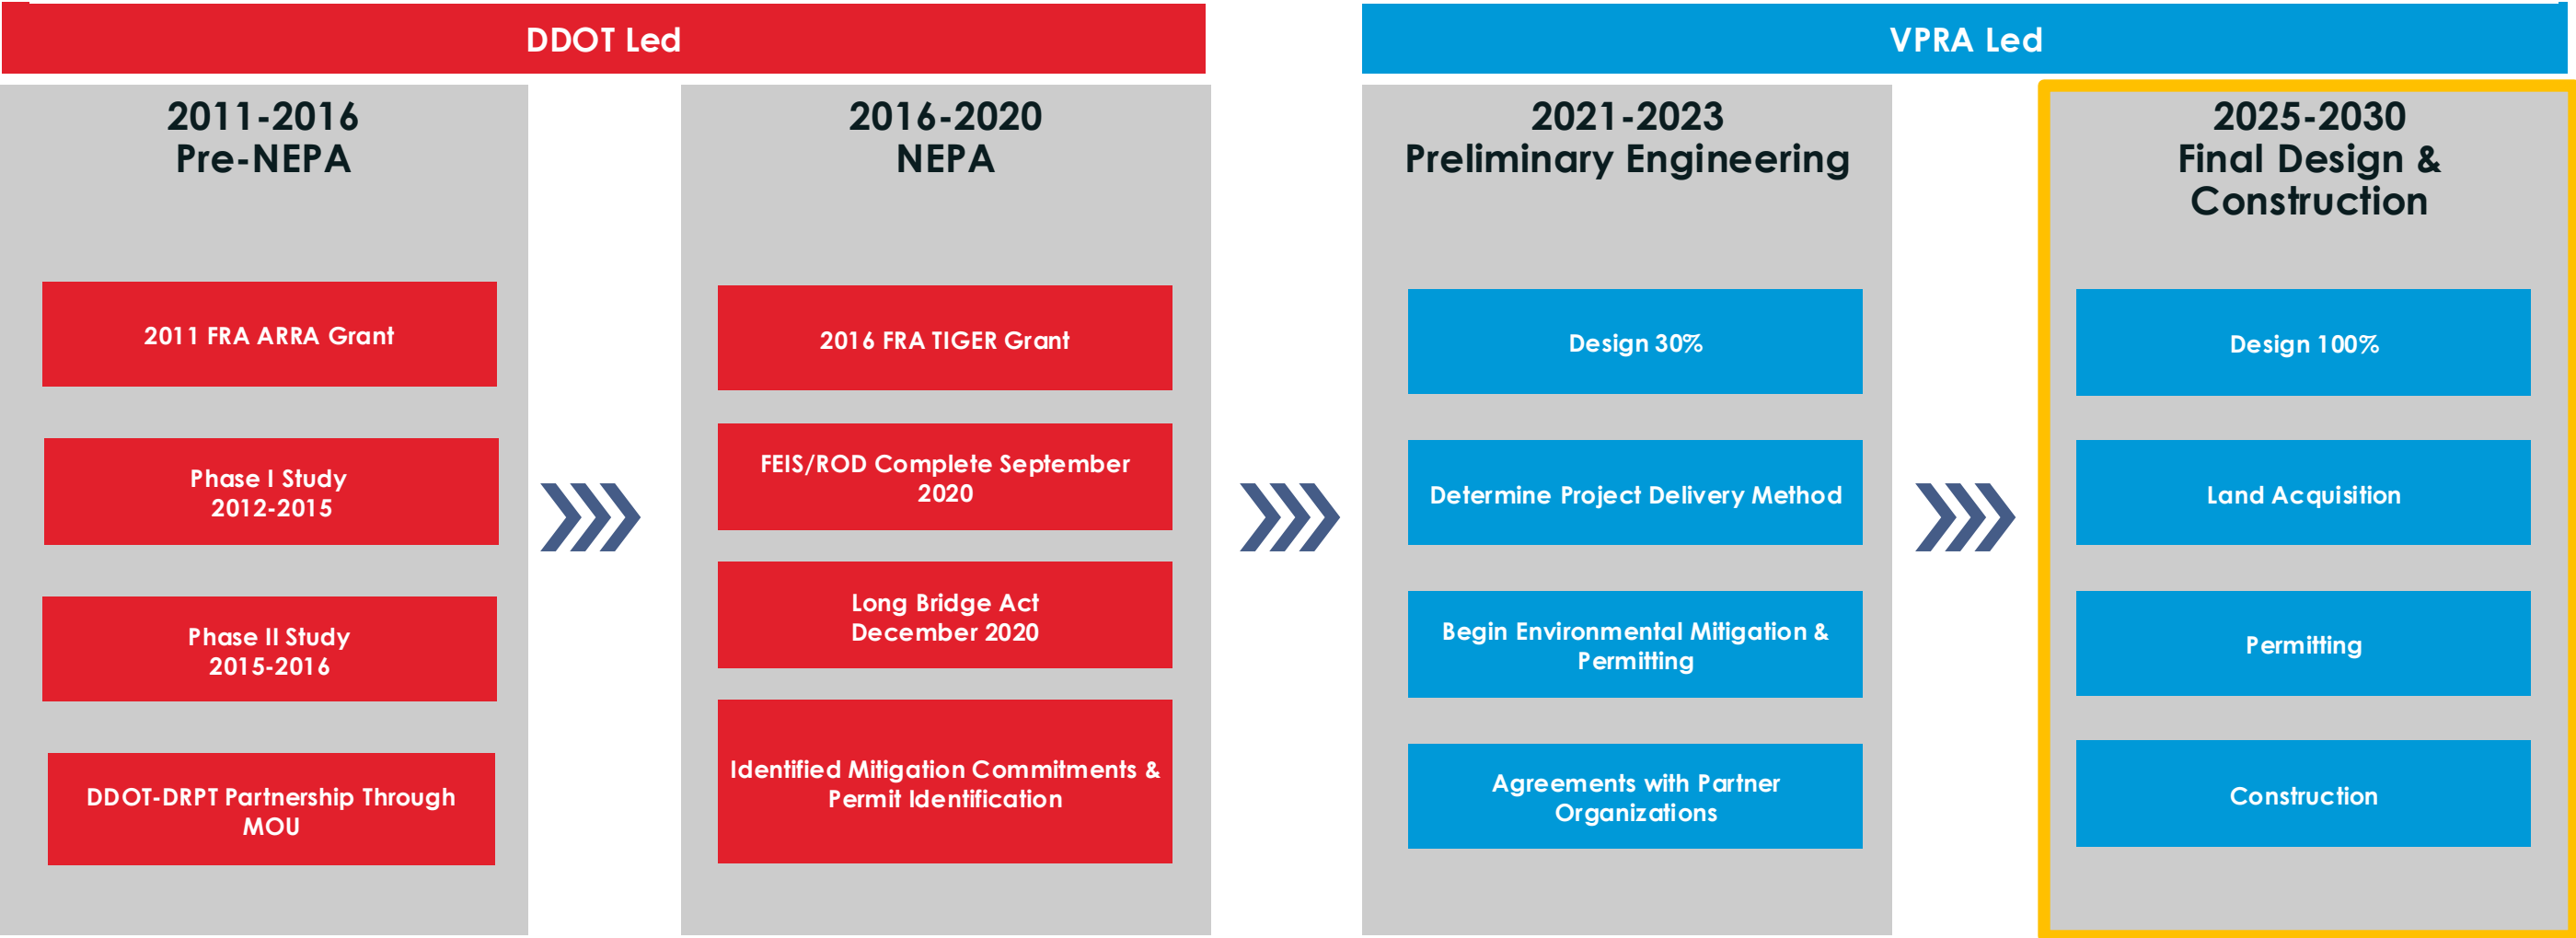 DDOT Led
VPRA Led
2011-2016
Pre-NEPA
2011 FRA ARRA Grant
Phase I Study
2012-2015
Phase II Study
2015-2016
DDOT-DRPT Partnership Through
MOU
2016-2020
NEPA
2016 FRA TIGER Grant
FEIS/ROD Complete September
2020
Long Bridge Act
December 2020
Identified Mitigation Commitments &
Permit Identification
2021-2023
Preliminary Engineering
Design 30%
Determine Project Delivery Method
Begin Environmental Mitigation &
Permitting
Agreements with Partner
Organizations
2025-2030
Final Design &
Construction
Design 100%
Land Acquisition
Permitting
Construction